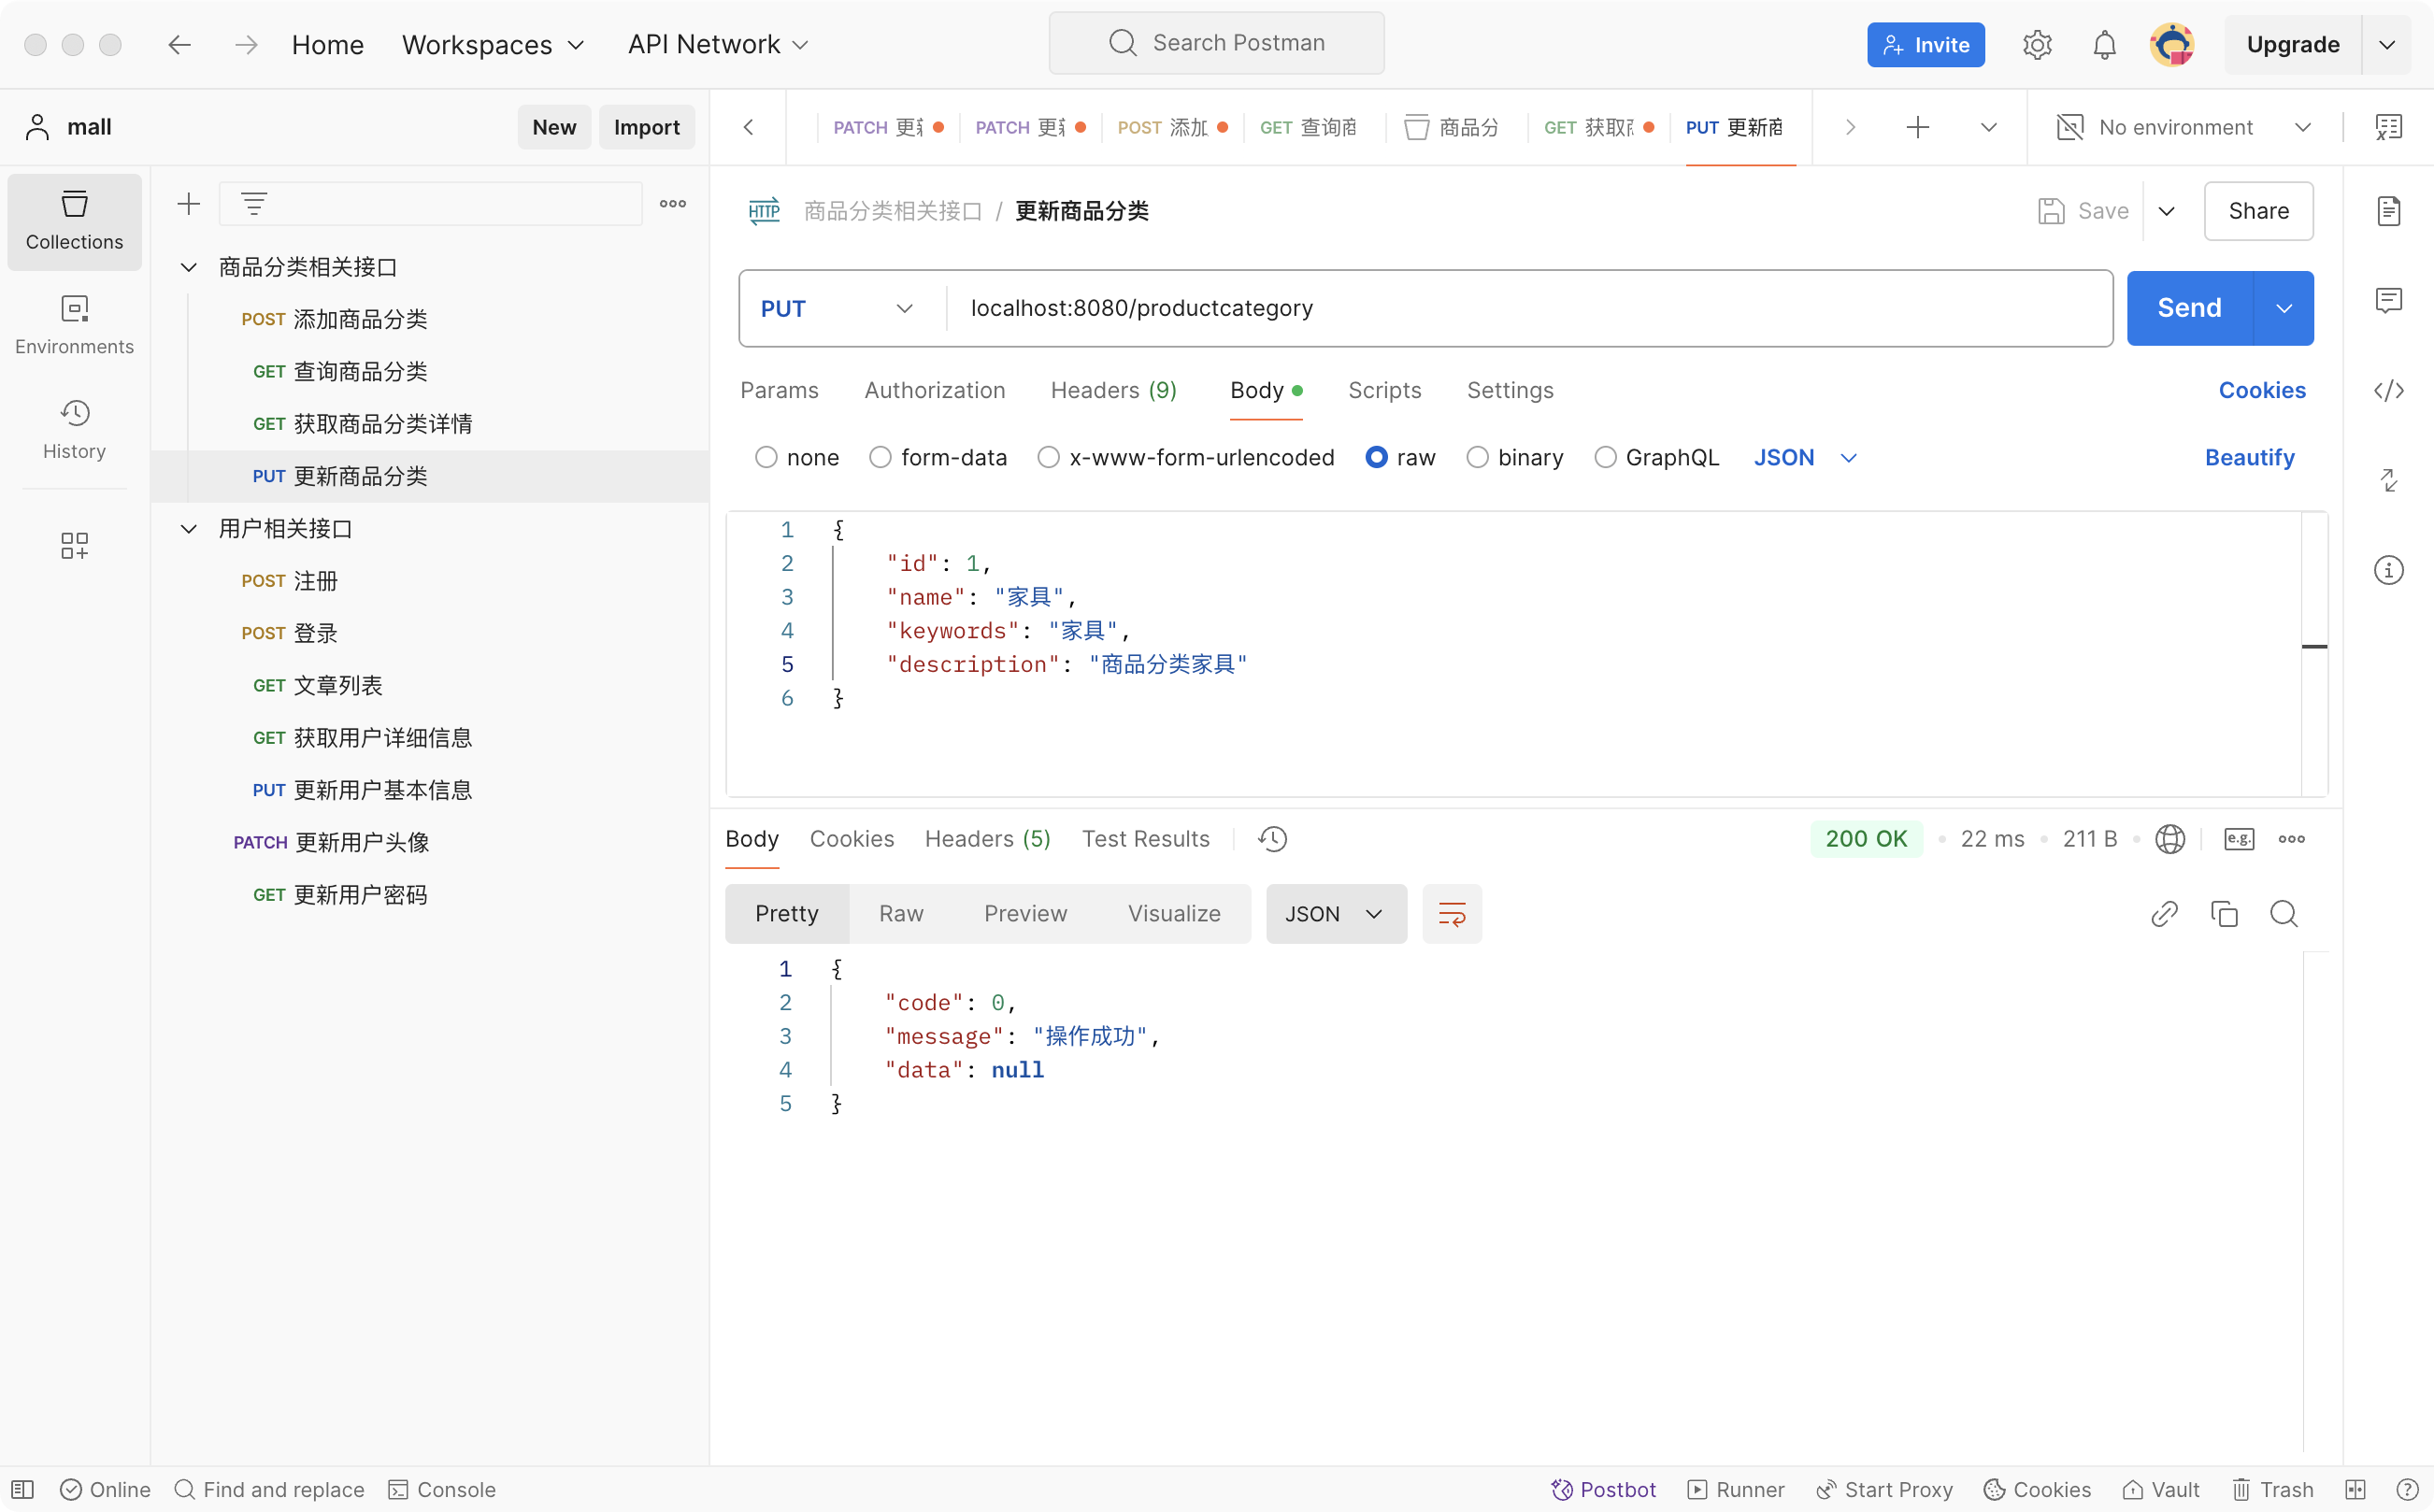 Home Workspaces API Network Search Postman Invite Upgrade
mall New Import
PATCH 更新 PATCH 更新 POST 添加 GET 查询商 商品分 GET 获取 PUT 更新商 No environment
Collections
Environments
History
商品分类相关接口
POST 添加商品分类
GET 查询商品分类
GET 获取商品分类详情
PUT 更新商品分类
用户相关接口
POST 注册
POST 登录
GET 文章列表
GET 获取用户详细信息
PUT 更新用户基本信息
PATCH 更新用户头像
GET 更新用户密码
HTTP 商品分类相关接口 / 更新商品分类 Save Share
PUT localhost:8080/productcategory Send
Params Authorization Headers (9) Body Scripts Settings Cookies
none form-data x-www-form-urlencoded raw binary GraphQL JSON Beautify
1 {
2 "id": 1,
3 "name": "家具",
4 "keywords": "家具",
5 "description": "商品分类家具"
6 }
Body Cookies Headers (5) Test Results 200 OK 22 ms 211 B e.g.
Pretty Raw Preview Visualize JSON
1 {
2 "code": 0,
3 "message": "操作成功",
4 "data": null
5 }
Online Find and replace Console Postbot Runner Start Proxy Cookies Vault Trash